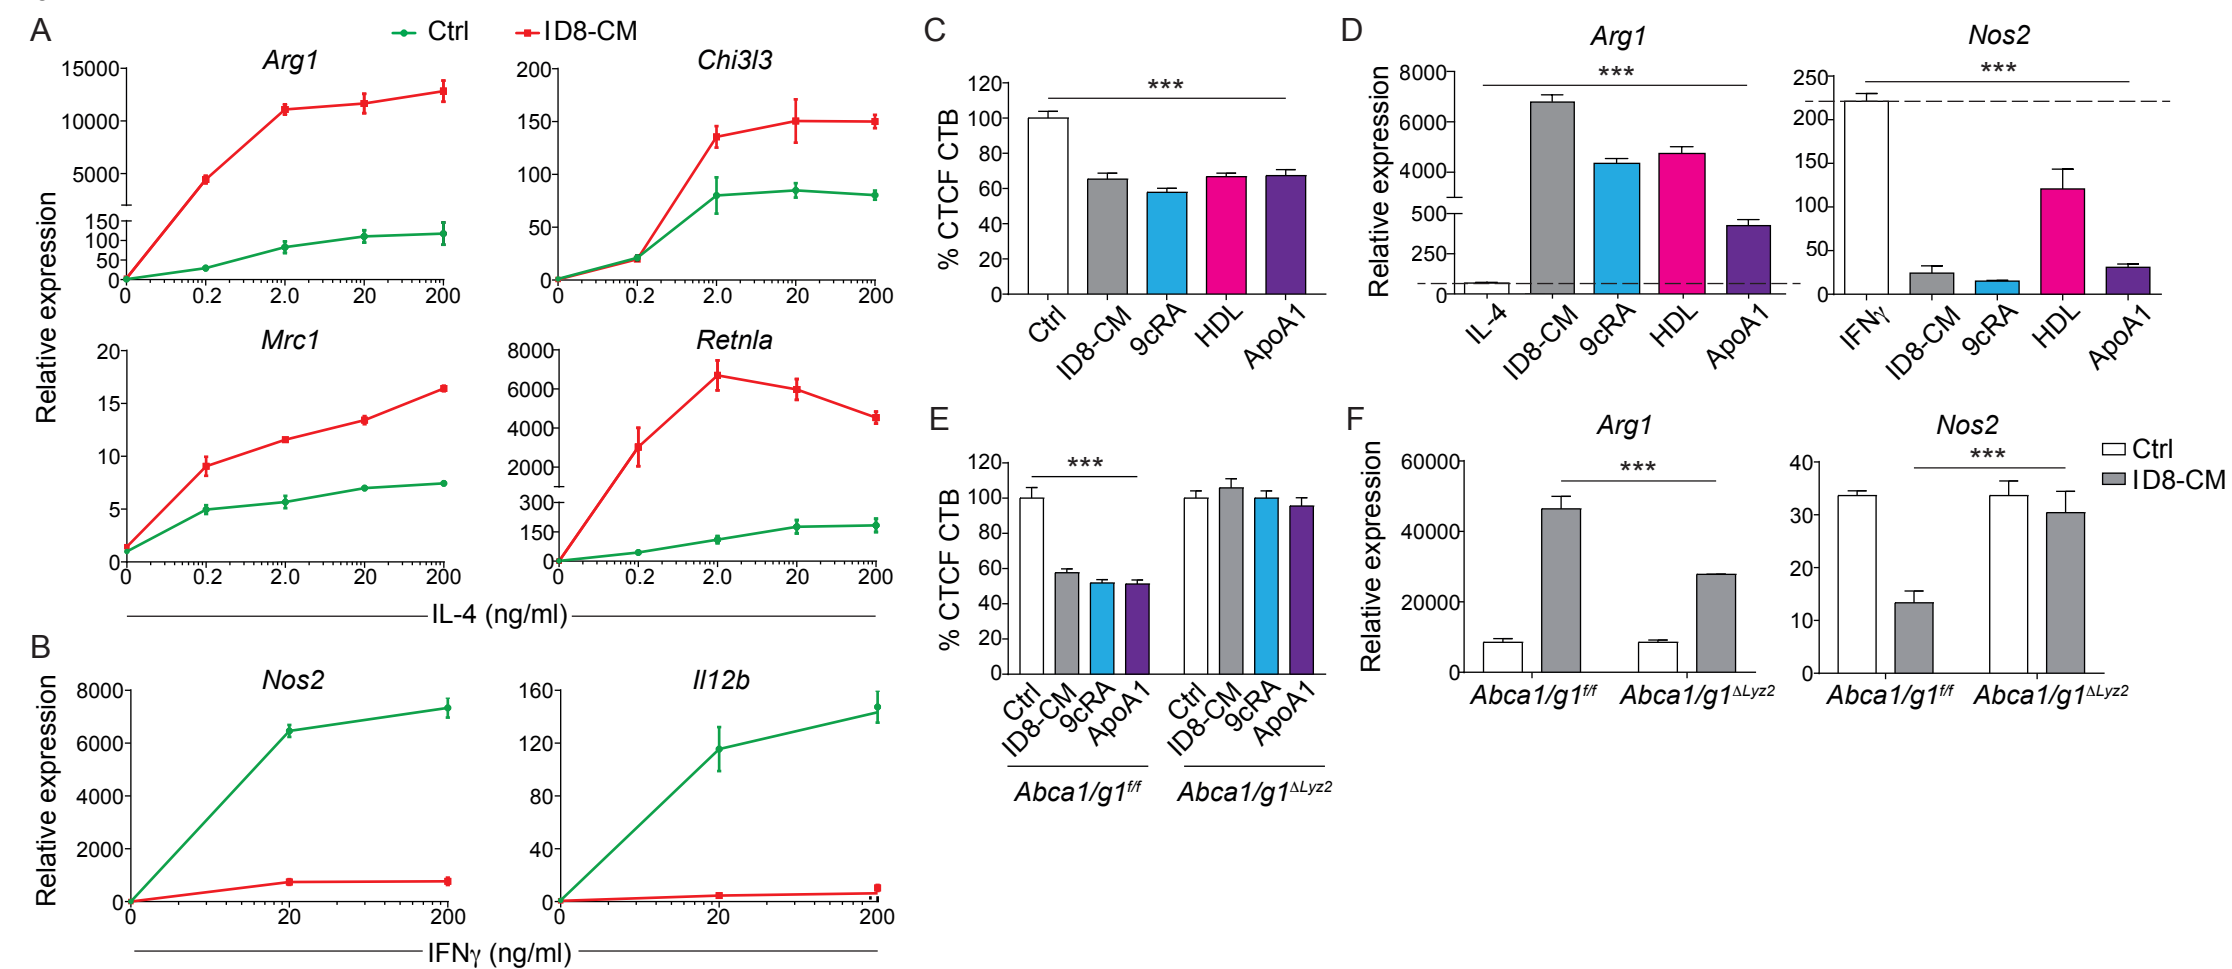 A
Ctrl
ID8-CM
Arg1
15000
10000
5000
150
100
50
0
0 0.2 2.0 20 200
Chi3l3
200
150
100
50
0
0 0.2 2.0 20 200
Relative expression
Mrc1
20
15
10
5
0
0 0.2 2.0 20 200
Retnla
8000
6000
4000
2000
300
150
0
0 0.2 2.0 20 200
IL-4 (ng/ml)
B
Relative expression
Nos2
8000
6000
4000
2000
0
0 20 200
Il12b
160
120
80
40
0
0 20 200
IFNγ (ng/ml)
C
% CTCF CTB
120
100
80
60
40
20
0
***
Ctrl ID8-CM 9cRA HDL ApoA1
D
Relative expression
Arg1
8000
6000
4000
500
250
0
***
IL-4 ID8-CM 9cRA HDL ApoA1
Nos2
250
200
150
100
50
0
***
IFNγ ID8-CM 9cRA HDL ApoA1
E
% CTCF CTB
120
100
80
60
40
20
0
***
Ctrl ID8-CM 9cRA ApoA1 Ctrl ID8-CM 9cRA ApoA1
Abca1/g1f/f Abca1/g1ΔLyz2
F
Relative expression
Arg1
60000
40000
20000
0
***
Abca1/g1f/f Abca1/g1ΔLyz2
Nos2
40
30
20
10
0
***
Abca1/g1f/f Abca1/g1ΔLyz2
Ctrl
ID8-CM